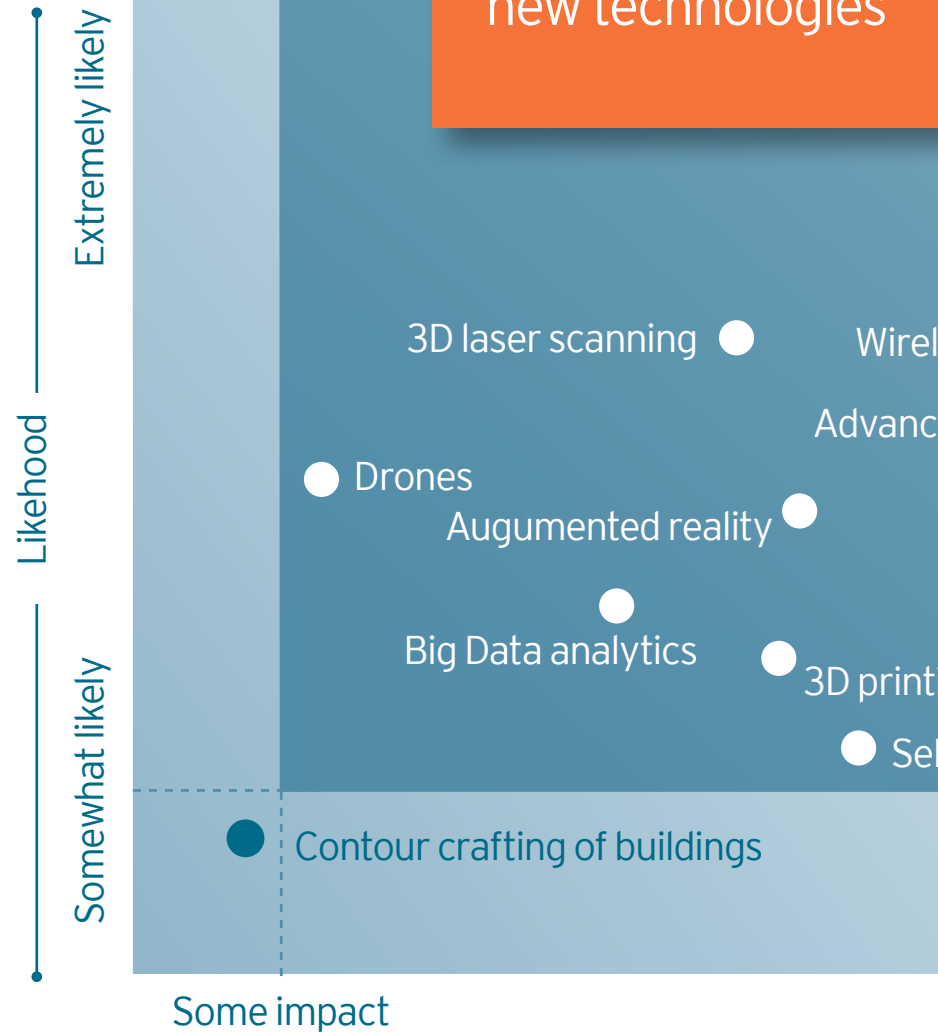 new technologies
Extremely likely
3D laser scanning
Likehood
Drones
Augumented reality
Big Data analytics
Somewhat likely
Contour crafting of buildings
Some impact